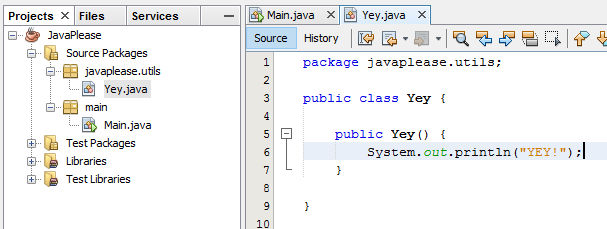 Projects × Files Services
JavaPlease
Source Packages
javaplease.utils
Yey.java
main
Main.java
Test Packages
Libraries
Test Libraries
Main.java × Yey.java ×
Source History
1 package javaplease.utils;
2
3 public class Yey {
4
5 public Yey() {
6 System.out.println("YEY!");
7 }
8
9 }
10